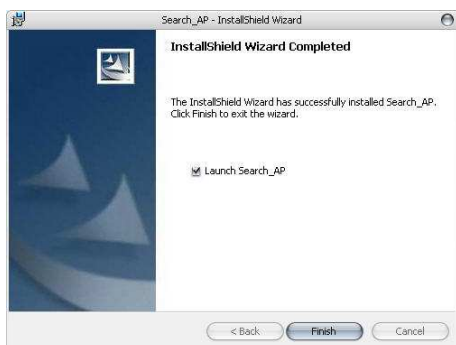 Search_AP - InstallShield Wizard
InstallShield Wizard Completed
The InstallShield Wizard has successfully installed Search_AP.
Click Finish to exit the wizard.
Launch Search_AP
< Back
Finish
Cancel